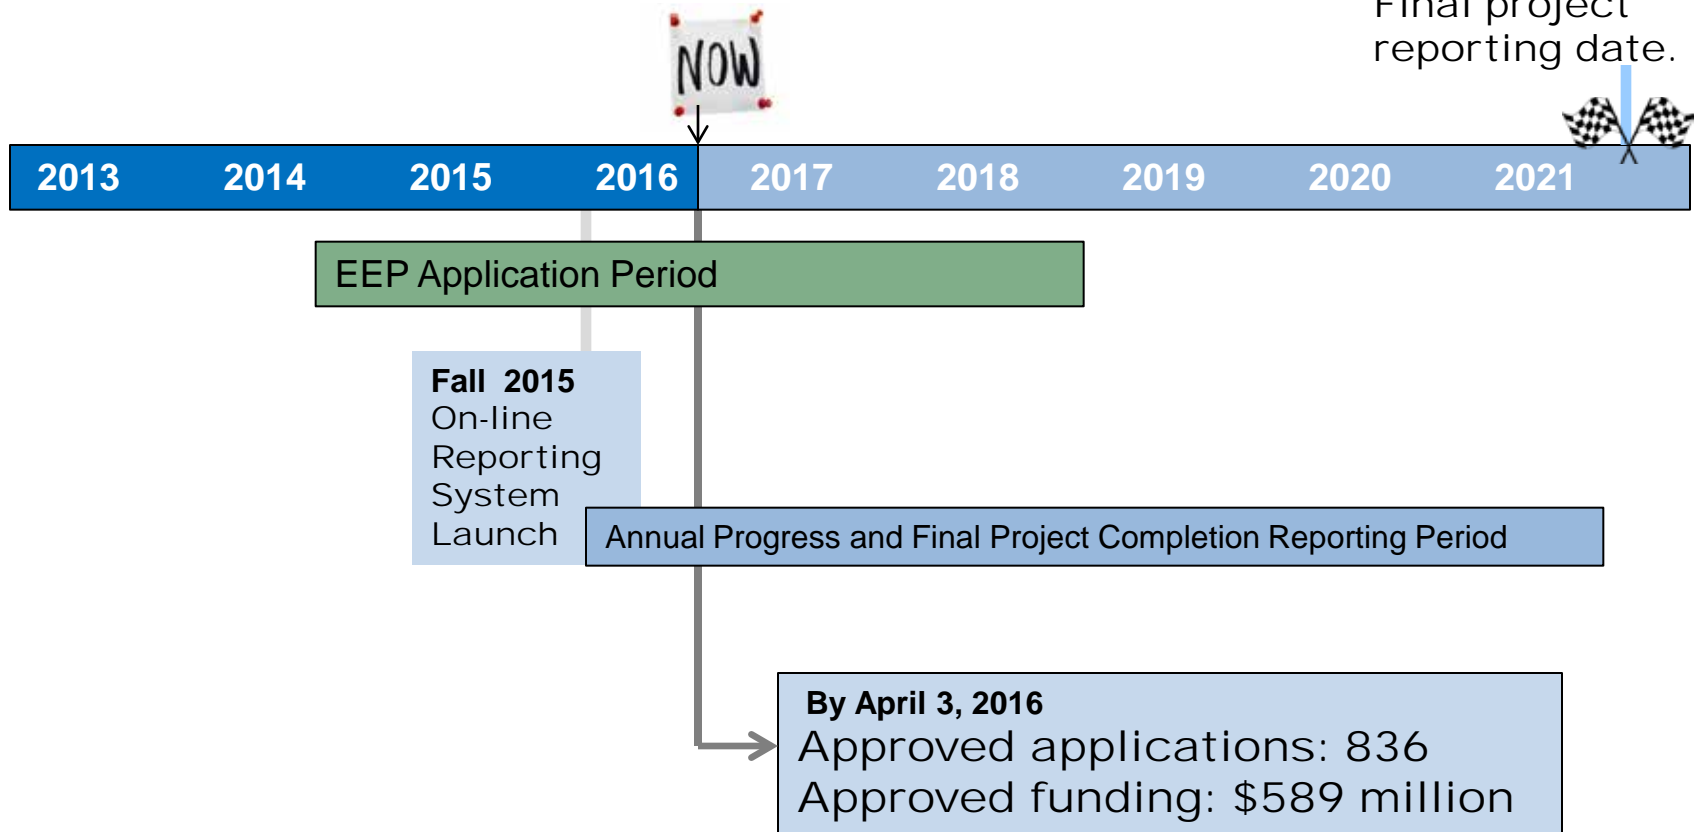 Final project
reporting date.
NOW
2013 2014 2015 2016 2017 2018 2019 2020 2021
EEP Application Period
Fall 2015
On-line
Reporting
System
Launch
Annual Progress and Final Project Completion Reporting Period
By April 3, 2016
Approved applications: 836
Approved funding: $589 million